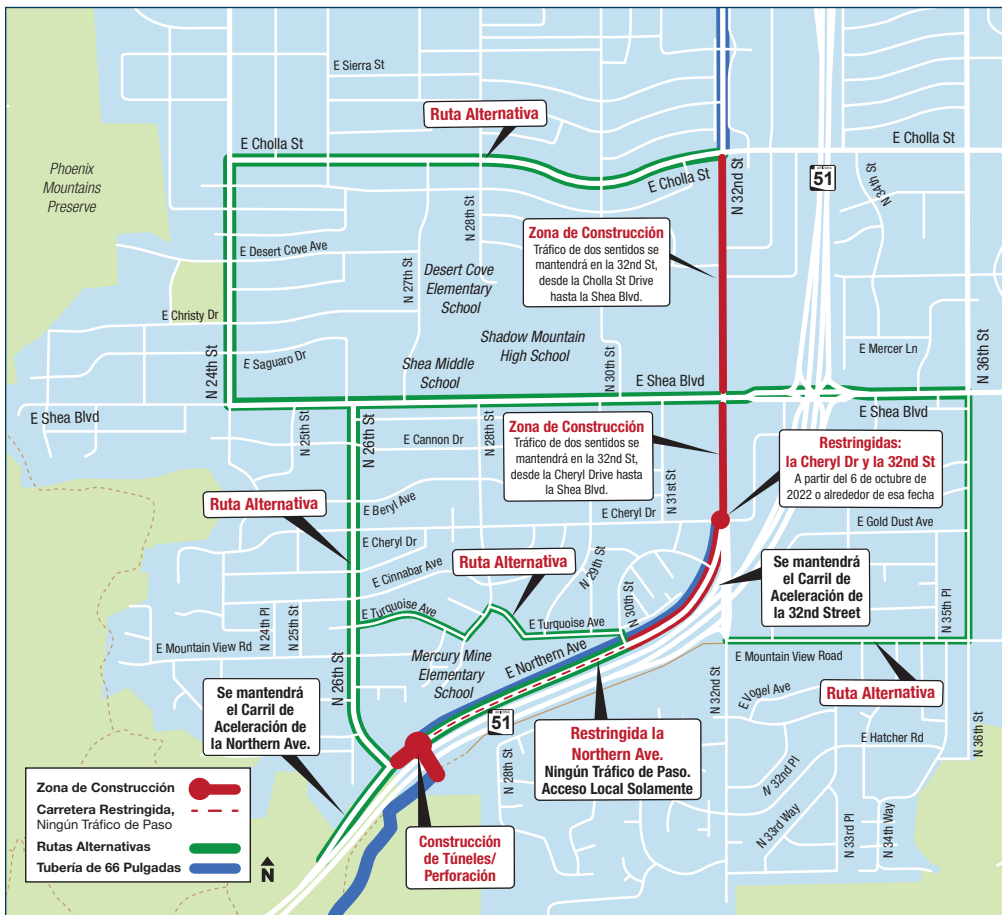 E Sierra St
Ruta Alternativa
E Cholla St
E Cholla St
E Cholla St
N 32nd St
51
N 34th St
Phoenix
Mountains
Preserve
N 28th St
Zona de Construcción
Tráfico de dos sentidos se
mantendrá en la 32nd St,
desde la Cholla St Drive
hasta la Shea Blvd.
E Desert Cove Ave
N 27th St
Desert Cove
Elementary
School
E Christy Dr
Shadow Mountain
High School
E Saguaro Dr
Shea Middle
School
N 30th St
E Mercer Ln
N 36th St
N 24th St
E Shea Blvd
E Shea Blvd
E Shea Blvd
N 25th St
N 26th St
E Cannon Dr
N 28th St
Zona de Construcción
Tráfico de dos sentidos se
mantendrá en la 32nd St,
desde la Cheryl Drive hasta
la Shea Blvd.
N 31st St
Restringidas:
la Cheryl Dr y la 32nd St
A partir del 6 de octubre de
2022 o alrededor de esa fecha
Ruta Alternativa
E Beryl Ave
E Cheryl Dr
E Gold Dust Ave
E Cheryl Dr
E Cinnabar Ave
Ruta Alternativa
N 29th St
N 30th St
Se mantendrá
el Carril de
Aceleración de
la 32nd Street
N 35th Pl
N 24th Pl
N 25th St
E Turquoise Ave
E Turquoise Ave
E Mountain View Rd
Mercury Mine
Elementary
School
E Northern Ave
E Mountain View Road
N 26th St
N 32nd St
E Vogel Ave
Ruta Alternativa
Se mantendrá
el Carril de
Aceleración de
la Northern Ave.
51
Restringida la
Northern Ave.
Ningún Tráfico de Paso.
Acceso Local Solamente
N 28th St
E Hatcher Rd
N 36th St
N 32nd Pl
N 33rd Way
N 33rd Pl
N 34th Way
Zona de Construcción
Carretera Restringida,
Ningún Tráfico de Paso
Rutas Alternativas
Tubería de 66 Pulgadas
N
Construcción
de Túneles/
Perforación